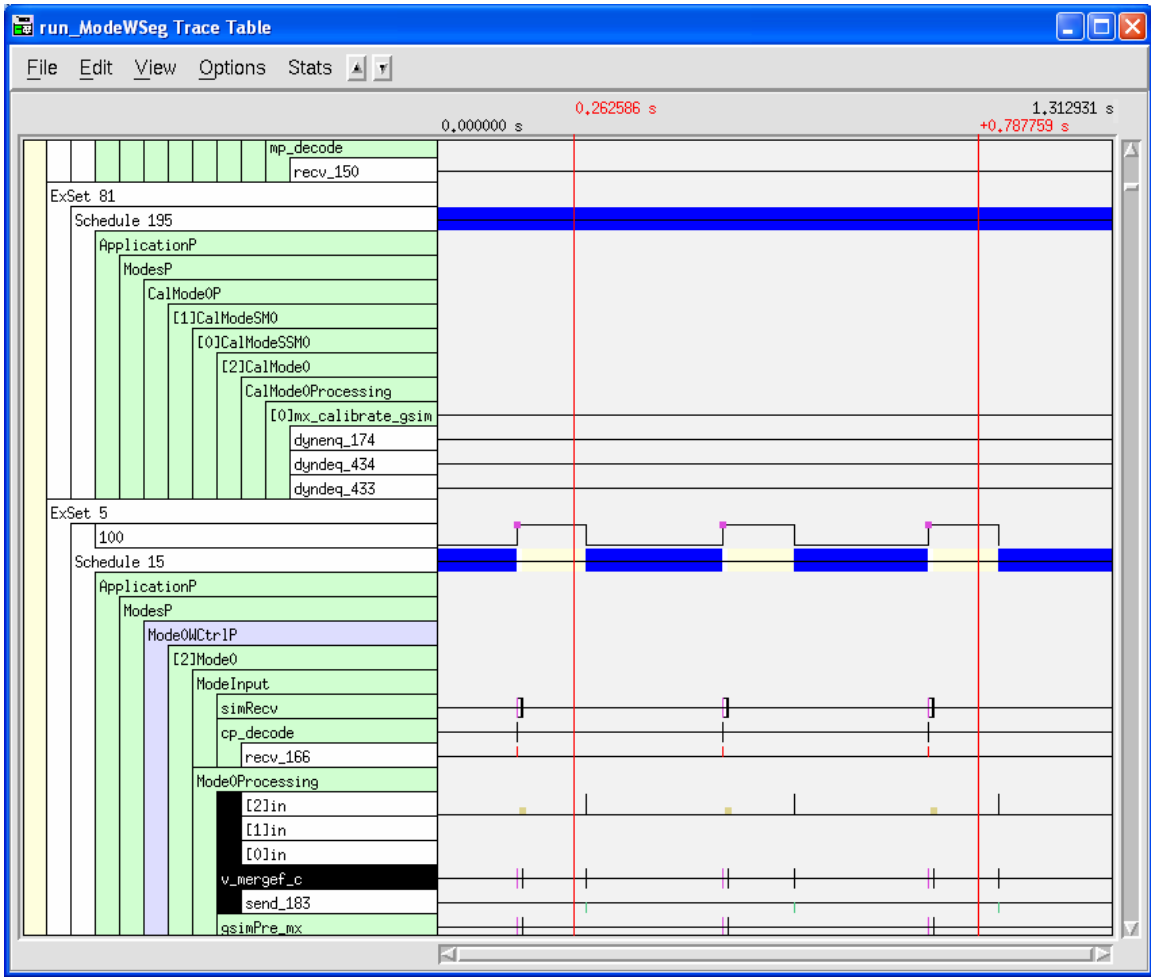 run_ModeWSeg Trace Table
File Edit View Options Stats
0.262586 s 1.312931 s
0.000000 s +0.787759 s
mp_decode
recv_150
ExSet 81
Schedule 195
ApplicationP
ModesP
CalMode0P
[1]CalModeSM0
[0]CalModeSSM0
[2]CalMode0
CalMode0Processing
[0]mx_calibrate_gsim
dynenq_174
dyndeq_434
dyndeq_433
ExSet 5
100
Schedule 15
ApplicationP
ModesP
Mode0WCtrlP
[2]Mode0
ModeInput
simRecv
cp_decode
recv_166
Mode0Processing
[2]in
[1]in
[0]in
v_mergef_c
send_183
gsimPre_mx